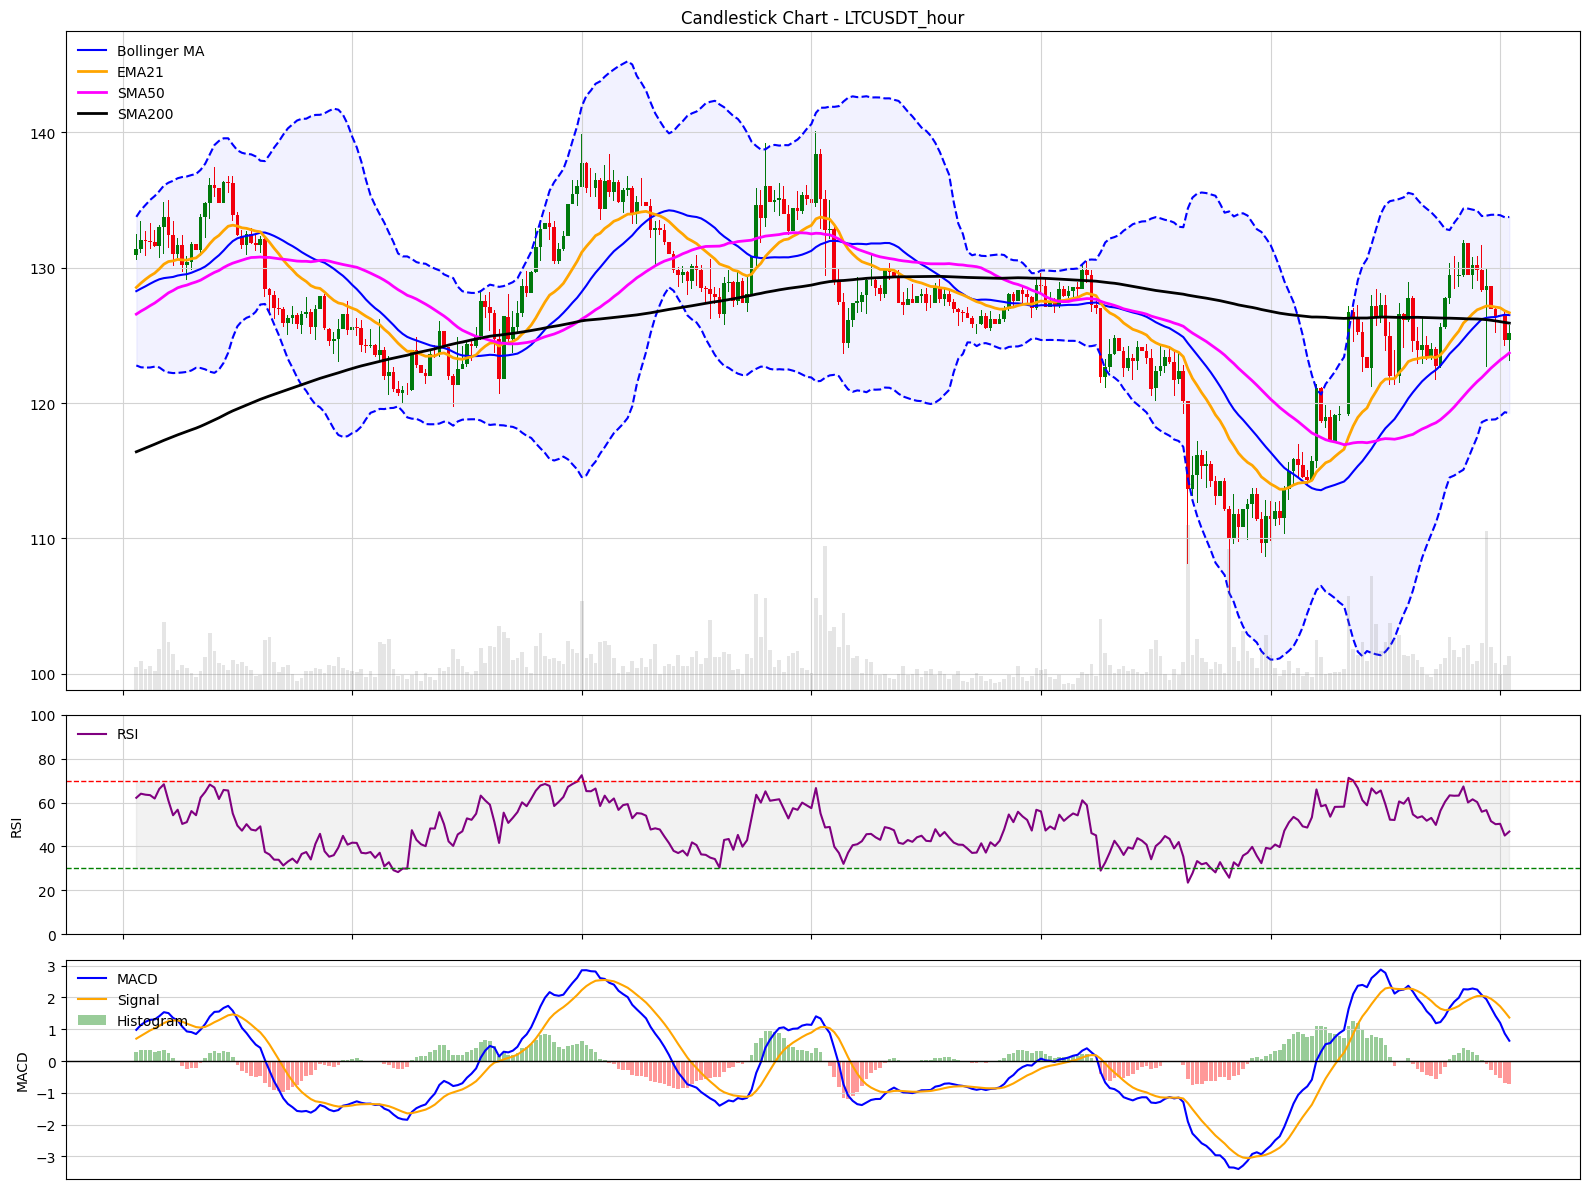 Candlestick Chart - LTCUSDT_hour
Bollinger MA
EMA21
SMA50
SMA200
140
130
120
110
100
RSI
100
80
60
40
20
0
RSI
MACD
Signal
Histogram
3
2
1
0
−1
−2
−3
MACD